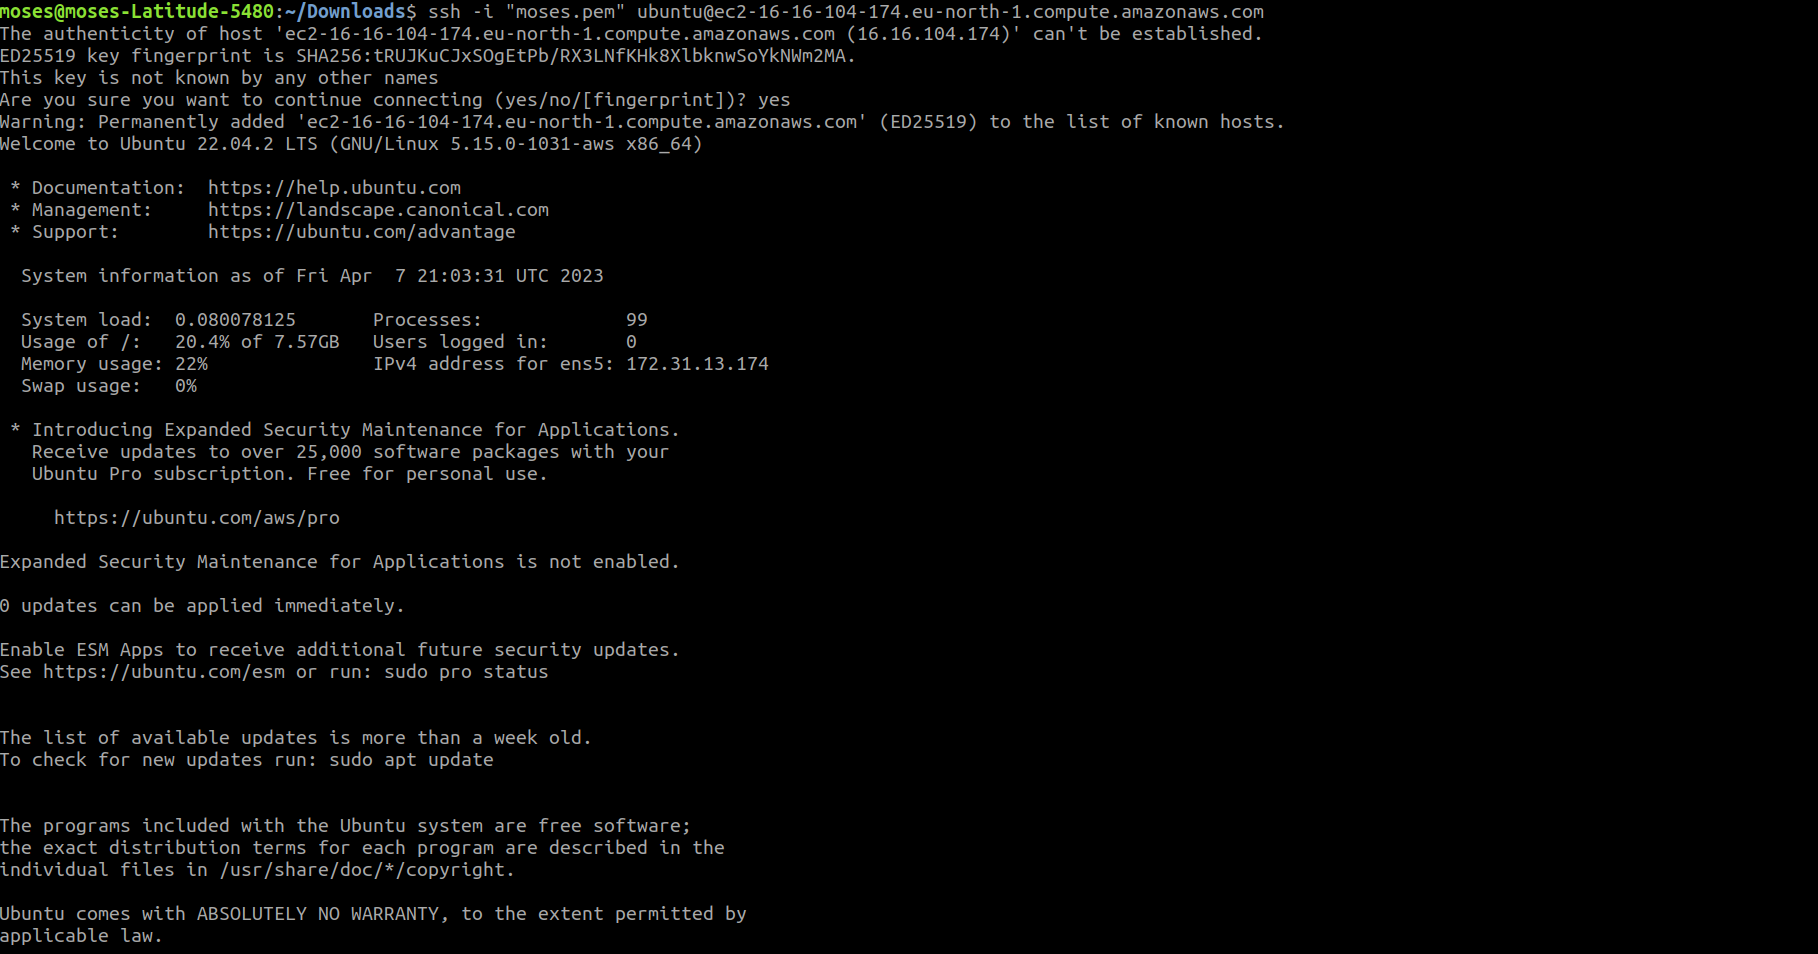 moses@moses-Latitude-5480:~/Downloads$ ssh -i "moses.pem" ubuntu@ec2-16-16-104-174.eu-north-1.compute.amazonaws.com
The authenticity of host 'ec2-16-16-104-174.eu-north-1.compute.amazonaws.com (16.16.104.174)' can't be established.
ED25519 key fingerprint is SHA256:tRUJKuCJxSOgEtPb/RX3LNfKHk8XlbknwSoYkNWm2MA.
This key is not known by any other names
Are you sure you want to continue connecting (yes/no/[fingerprint])? yes
Warning: Permanently added 'ec2-16-16-104-174.eu-north-1.compute.amazonaws.com' (ED25519) to the list of known hosts.
Welcome to Ubuntu 22.04.2 LTS (GNU/Linux 5.15.0-1031-aws x86_64)

 * Documentation:  https://help.ubuntu.com
 * Management:     https://landscape.canonical.com
 * Support:        https://ubuntu.com/advantage

  System information as of Fri Apr  7 21:03:31 UTC 2023

  System load:  0.080078125       Processes:             99
  Usage of /:   20.4% of 7.57GB   Users logged in:       0
  Memory usage: 22%               IPv4 address for ens5: 172.31.13.174
  Swap usage:   0%

 * Introducing Expanded Security Maintenance for Applications.
   Receive updates to over 25,000 software packages with your
   Ubuntu Pro subscription. Free for personal use.

     https://ubuntu.com/aws/pro

Expanded Security Maintenance for Applications is not enabled.

0 updates can be applied immediately.

Enable ESM Apps to receive additional future security updates.
See https://ubuntu.com/esm or run: sudo pro status


The list of available updates is more than a week old.
To check for new updates run: sudo apt update


The programs included with the Ubuntu system are free software;
the exact distribution terms for each program are described in the
individual files in /usr/share/doc/*/copyright.

Ubuntu comes with ABSOLUTELY NO WARRANTY, to the extent permitted by
applicable law.